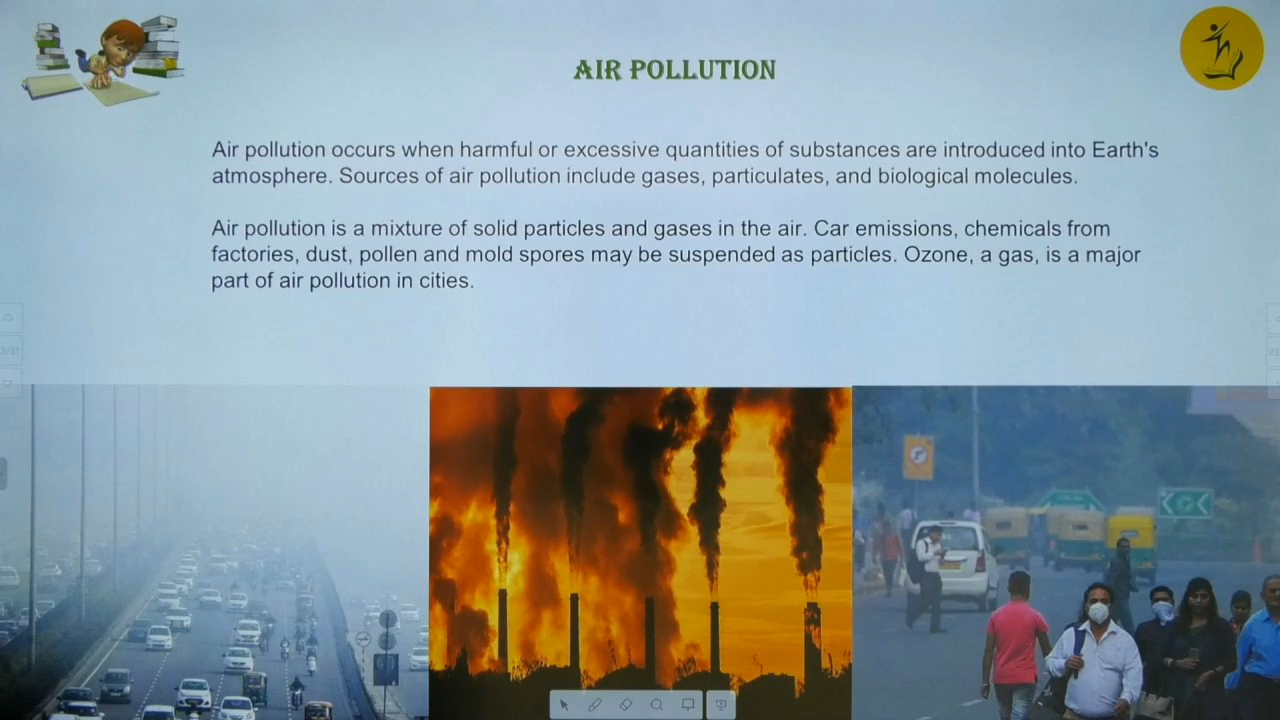 AIR POLLUTION
Air pollution occurs when harmful or excessive quantities of substances are introduced into Earth's
atmosphere. Sources of air pollution include gases, particulates, and biological molecules.
Air pollution is a mixture of solid particles and gases in the air. Car emissions, chemicals from
factories, dust, pollen and mold spores may be suspended as particles. Ozone, a gas, is a major
part of air pollution in cities.